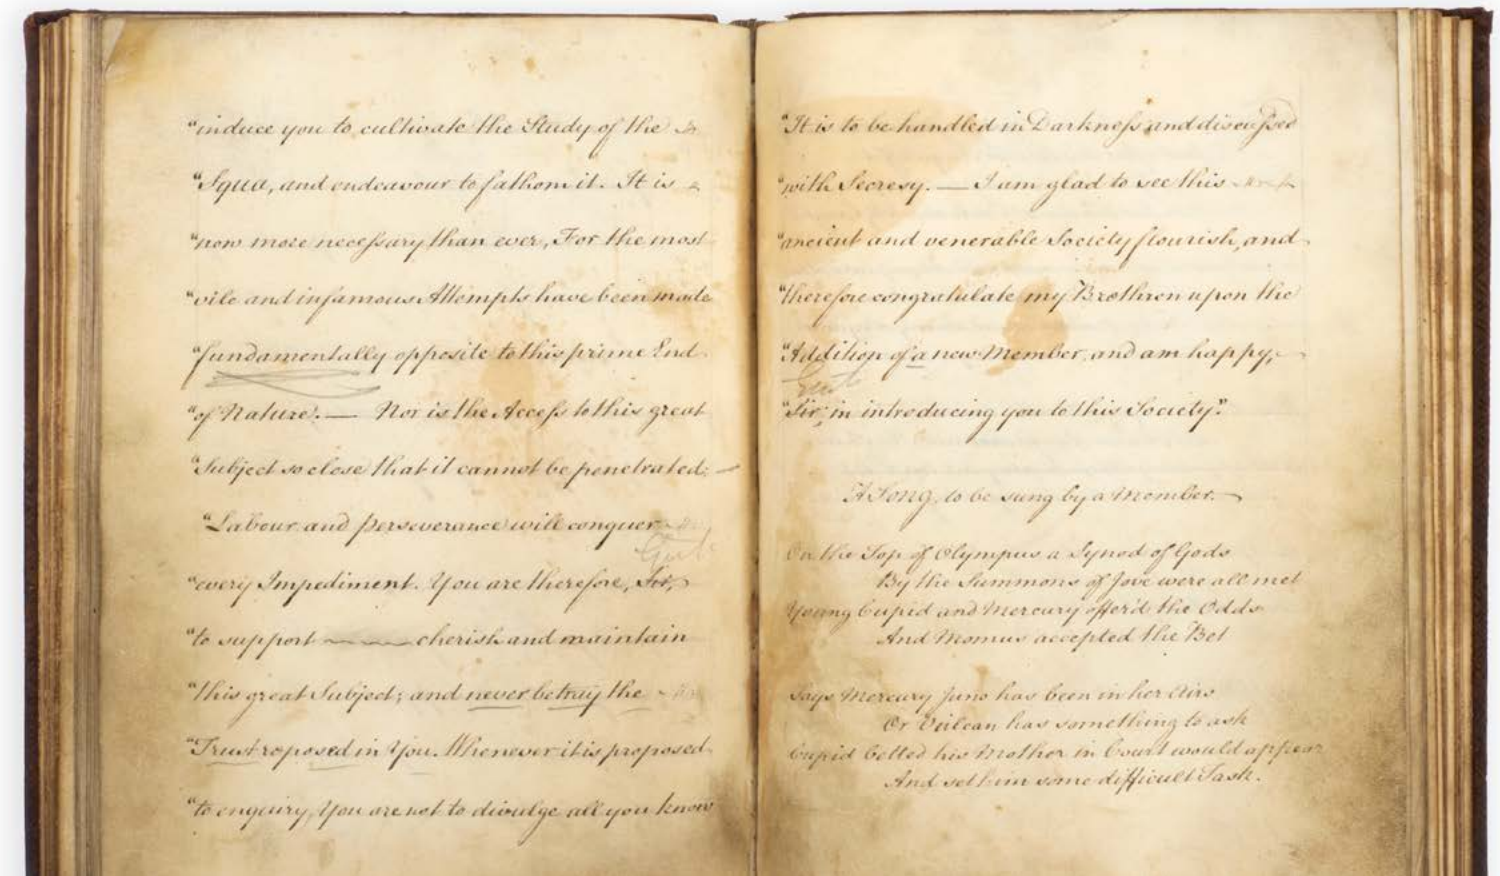 “induce you to cultivate the Study of the
“Squa, and endeavour to fathom it. It is
“now more necessary than ever, For the most
“vile and infamous Attempts have been made
“fundamentally opposite to this prime End
“of Nature. — Nor is the Access to this great
“Subject so close that it cannot be penetrated: —
“Labour and Perseverance will conquer
Gent
“every Impediment. You are therefore, Sir,
“to support ~~~ cherish and maintain
“this great Subject; and never betray the
“Trust reposed in You. Whenever it is proposed
“to enquiry, You are not to divulge all you know
“It is to be handled in Darkness and discussed
“with Secresy. — I am glad to see this
“ancient and venerable Society flourish, and
“therefore congratulate my Brethren upon the
“Addition of a new Member, and am happy,
Gent
“Sir, in introducing you to this Society.”
A Song, to be sung by a Member.
On the Top of Olympus a Synod of Gods
By the Summons of Jove were all met
Young Cupid and Mercury offer'd the Odds
And Momus accepted the Bet
Says Mercury Juno has been in her Airs
Or Vulcan has something to ask
Cupid betted his Mother in Court would appear
And set him some difficult Task.